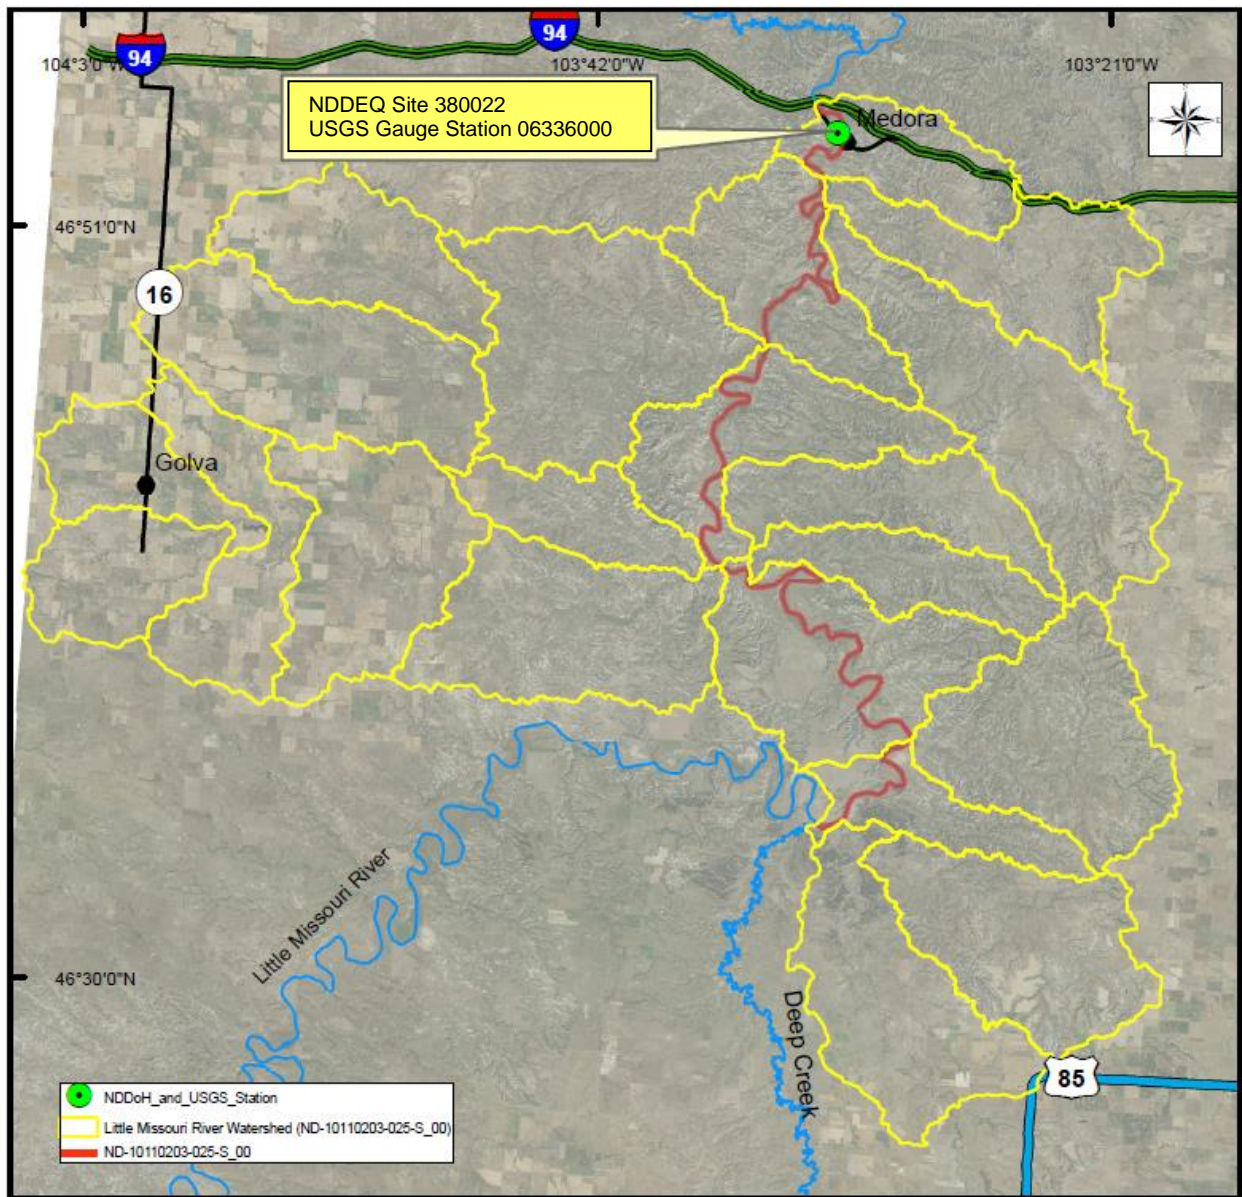 94
94
104°3'0"W
103°42'0"W
103°21'0"W
NDDEQ Site 380022
USGS Gauge Station 06336000
Medora
46°51'0"N
16
Golva
Little Missouri River
46°30'0"N
Deep Creek
85
NDDoH_and_USGS_Station
Little Missouri River Watershed (ND-10110203-025-S_00)
ND-10110203-025-S_00